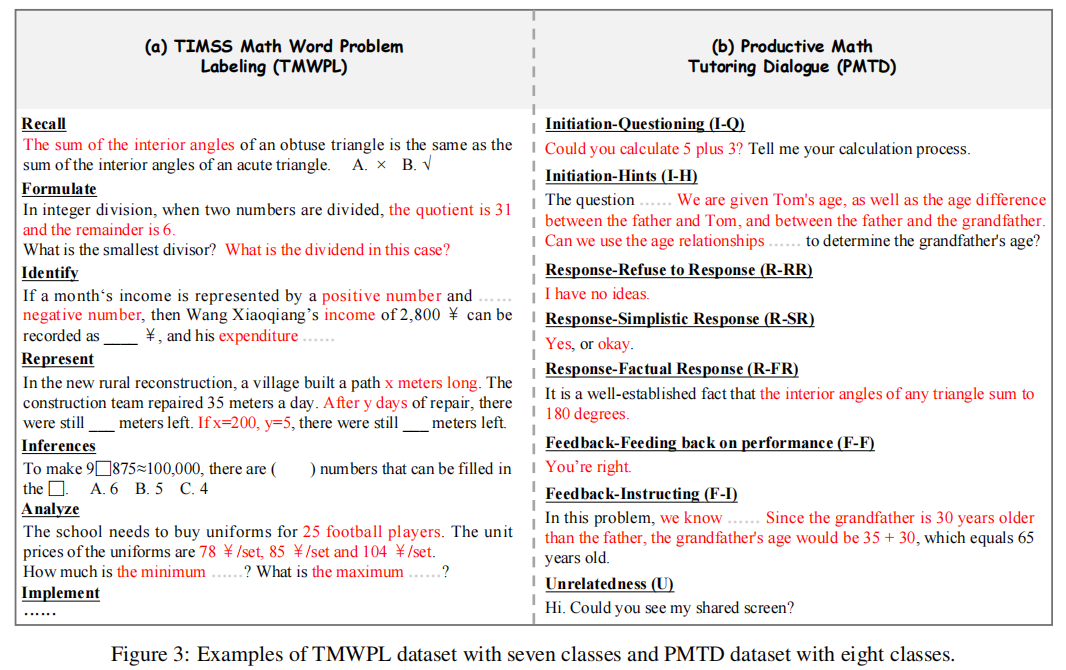 (a) TIMSS Math Word Problem
Labeling (TMWPL)
Recall
The sum of the interior angles of an obtuse triangle is the same as the
sum of the interior angles of an acute triangle. A. × B. √
Formulate
In integer division, when two numbers are divided, the quotient is 31
and the remainder is 6.
What is the smallest divisor? What is the dividend in this case?
Identify
If a month‘s income is represented by a positive number and ......
negative number, then Wang Xiaoqiang’s income of 2,800 ¥ can be
recorded as ____ ¥, and his expenditure ......
Represent
In the new rural reconstruction, a village built a path x meters long. The
construction team repaired 35 meters a day. After y days of repair, there
were still ___ meters left. If x=200, y=5, there were still ___ meters left.
Inferences
To make 9□875≈100,000, there are ( ) numbers that can be filled in
the □. A. 6 B. 5 C. 4
Analyze
The school needs to buy uniforms for 25 football players. The unit
prices of the uniforms are 78 ¥/set, 85 ¥/set and 104 ¥/set.
How much is the minimum ......? What is the maximum ......?
Implement
......
(b) Productive Math
Tutoring Dialogue (PMTD)
Initiation-Questioning (I-Q)
Could you calculate 5 plus 3? Tell me your calculation process.
Initiation-Hints (I-H)
The question ...... We are given Tom's age, as well as the age difference
between the father and Tom, and between the father and the grandfather.
Can we use the age relationships ...... to determine the grandfather's age?
Response-Refuse to Response (R-RR)
I have no ideas.
Response-Simplistic Response (R-SR)
Yes, or okay.
Response-Factual Response (R-FR)
It is a well-established fact that the interior angles of any triangle sum to
180 degrees.
Feedback-Feeding back on performance (F-F)
You’re right.
Feedback-Instructing (F-I)
In this problem, we know ...... Since the grandfather is 30 years older
than the father, the grandfather's age would be 35 + 30, which equals 65
years old.
Unrelatedness (U)
Hi. Could you see my shared screen?
Figure 3: Examples of TMWPL dataset with seven classes and PMTD dataset with eight classes.